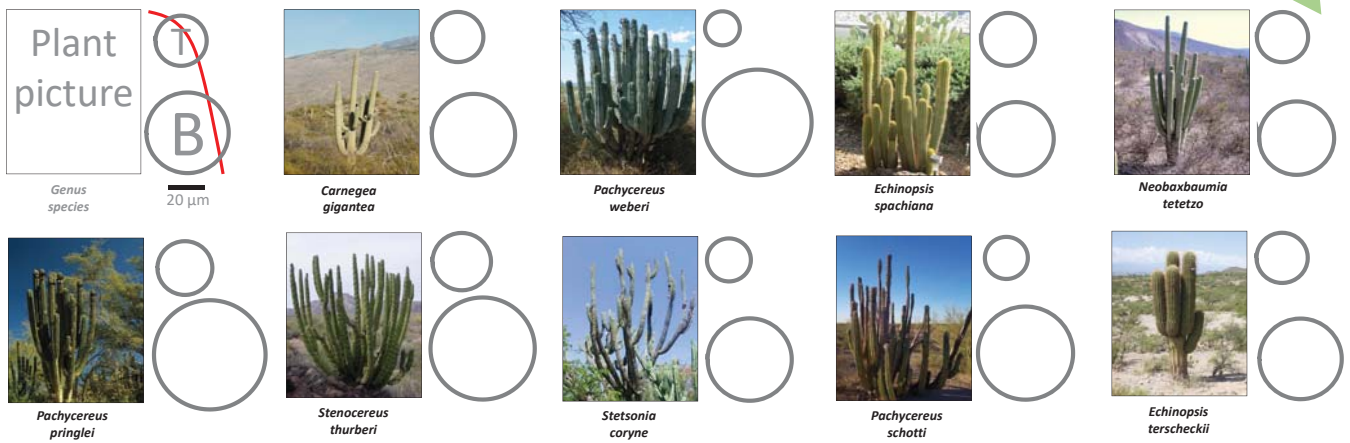 Plant
picture
T
B
Genus
species
20 µm
Carnegea
gigantea
Pachycereus
weberi
Echinopsis
spachiana
Neobaxbaumia
tetetzo
Pachycereus
pringlei
Stenocereus
thurberi
Stetsonia
coryne
Pachycereus
schotti
Echinopsis
terscheckii